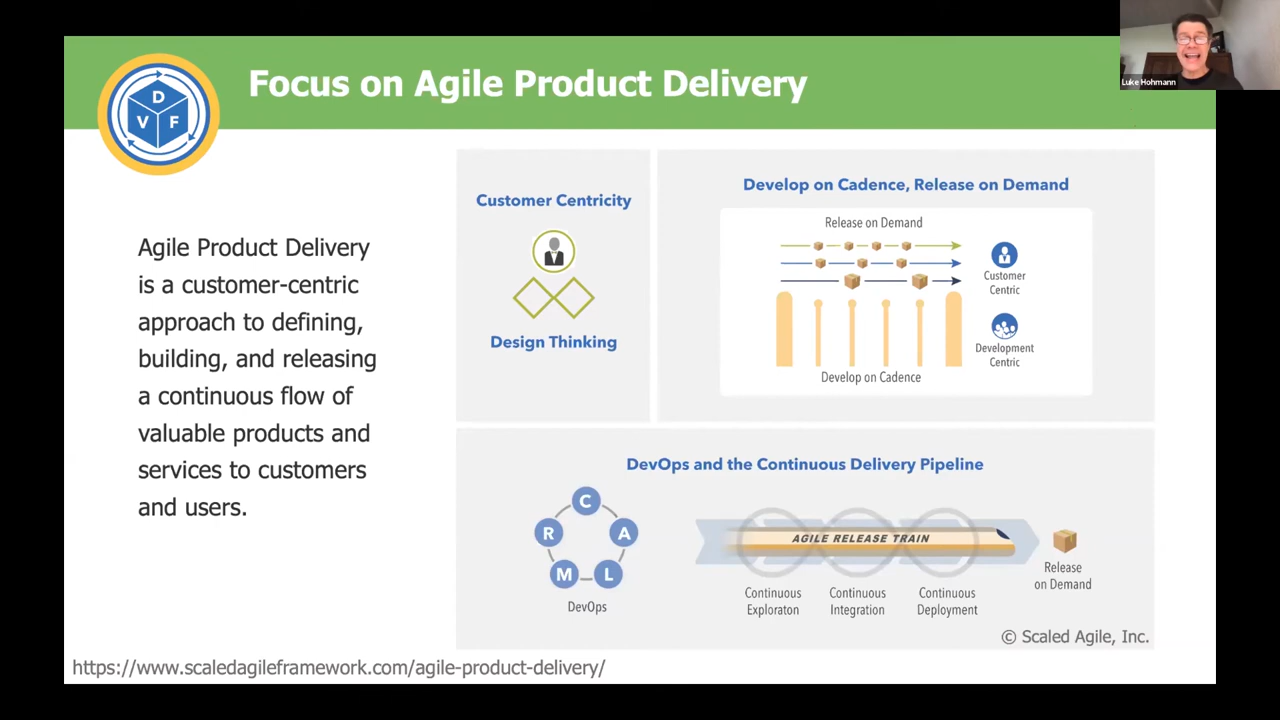 Luke Hohmann
Focus on Agile Product Delivery
D
V
F
Agile Product Delivery
is a customer-centric
approach to defining,
building, and releasing
a continuous flow of
valuable products and
services to customers
and users.
Customer Centricity
Design Thinking
Develop on Cadence, Release on Demand
Release on Demand
Customer
Centric
Development
Centric
Develop on Cadence
DevOps and the Continuous Delivery Pipeline
C
R
A
M
L
DevOps
AGILE RELEASE TRAIN
Continuous
Exploraton
Continuous
Integration
Continuous
Deployment
Release
on Demand
© Scaled Agile, Inc.
https://www.scaledagileframework.com/agile-product-delivery/